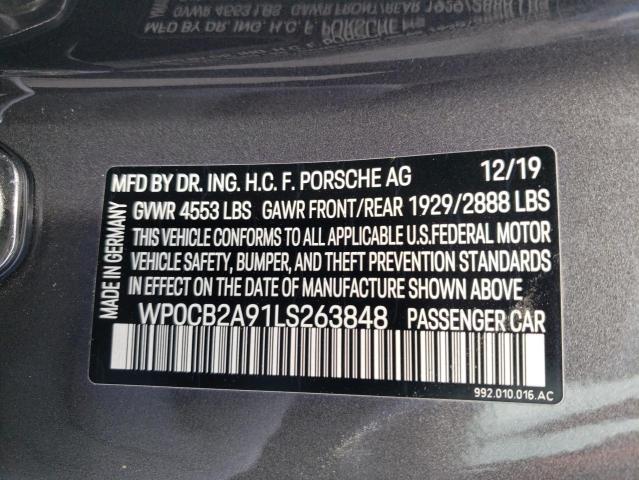 MFD BY DR. ING. H.C. F. PORSCHE AG 12/19
GVWR 4553 LBS GAWR FRONT/REAR 1929/2888 LBS
THIS VEHICLE CONFORMS TO ALL APPLICABLE U.S.FEDERAL MOTOR
VEHICLE SAFETY, BUMPER, AND THEFT PREVENTION STANDARDS
IN EFFECT ON THE DATE OF MANUFACTURE SHOWN ABOVE
WP0CB2A91LS263848 PASSENGER CAR
992.010.016.AC
MADE IN GERMANY